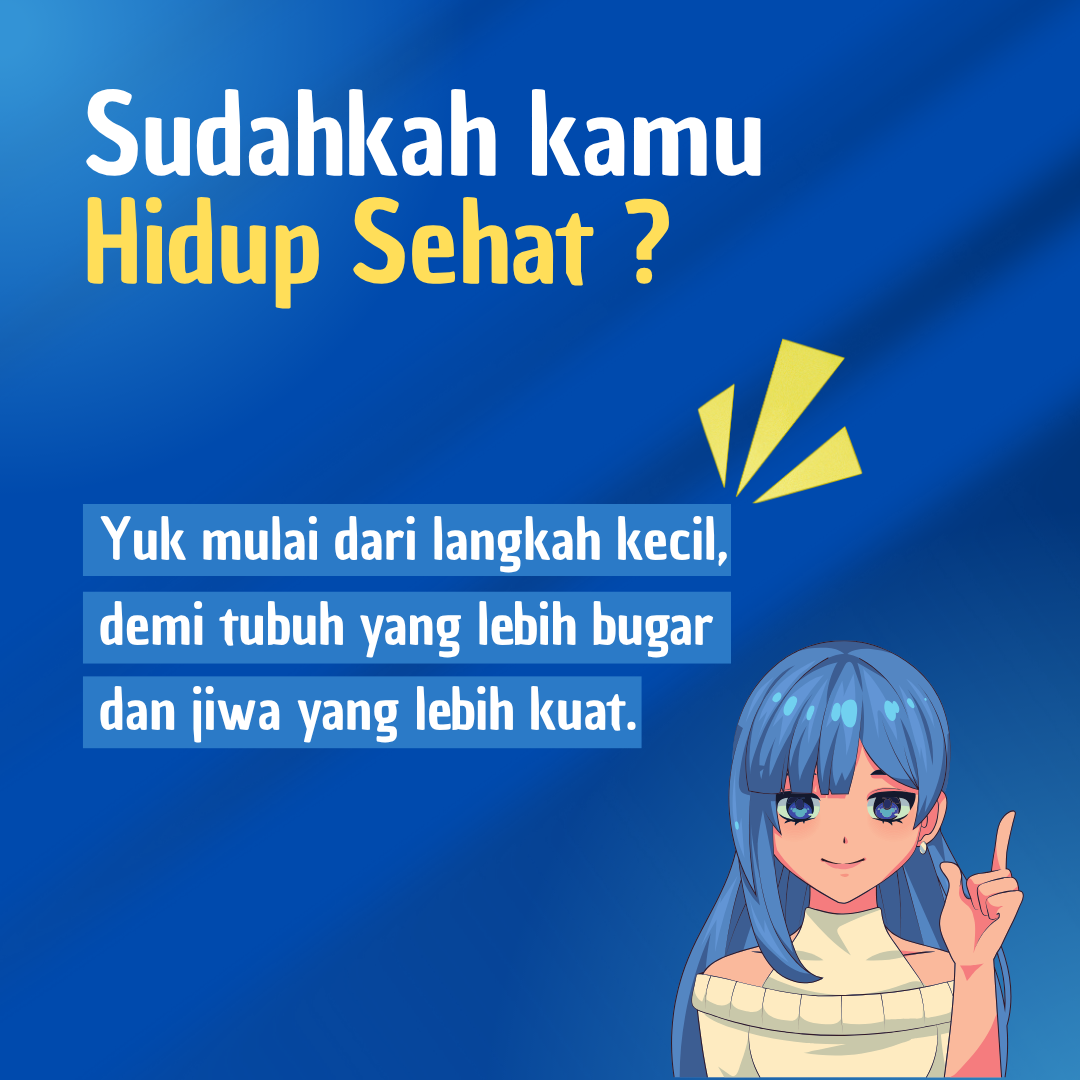 Sudahkah kamu
Hidup Sehat ?
Yuk mulai dari langkah kecil,
demi tubuh yang lebih bugar
dan jiwa yang lebih kuat.